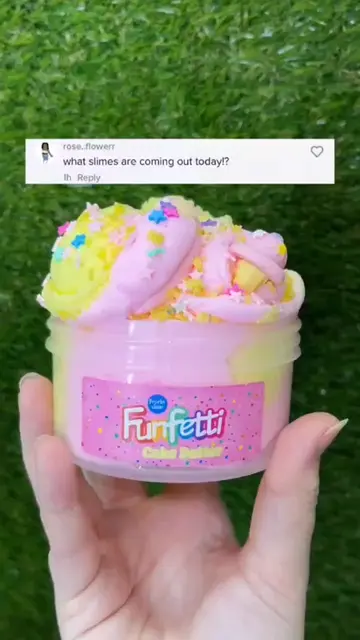 rose..flowerr
what slimes are coming out today!?
1h Reply
Funfetti
Cake Batter